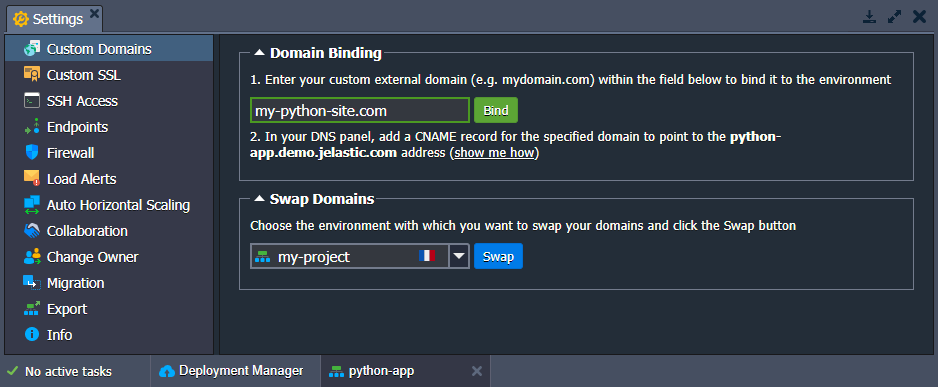 Settings
Custom Domains
Custom SSL
SSH Access
Endpoints
Firewall
Load Alerts
Auto Horizontal Scaling
Collaboration
Change Owner
Migration
Export
Info
Domain Binding
1. Enter your custom external domain (e.g. mydomain.com) within the field below to bind it to the environment
my-python-site.com Bind
2. In your DNS panel, add a CNAME record for the specified domain to point to the python-
app.demo.jelastic.com address (show me how)
Swap Domains
Choose the environment with which you want to swap your domains and click the Swap button
my-project Swap
No active tasks Deployment Manager python-app